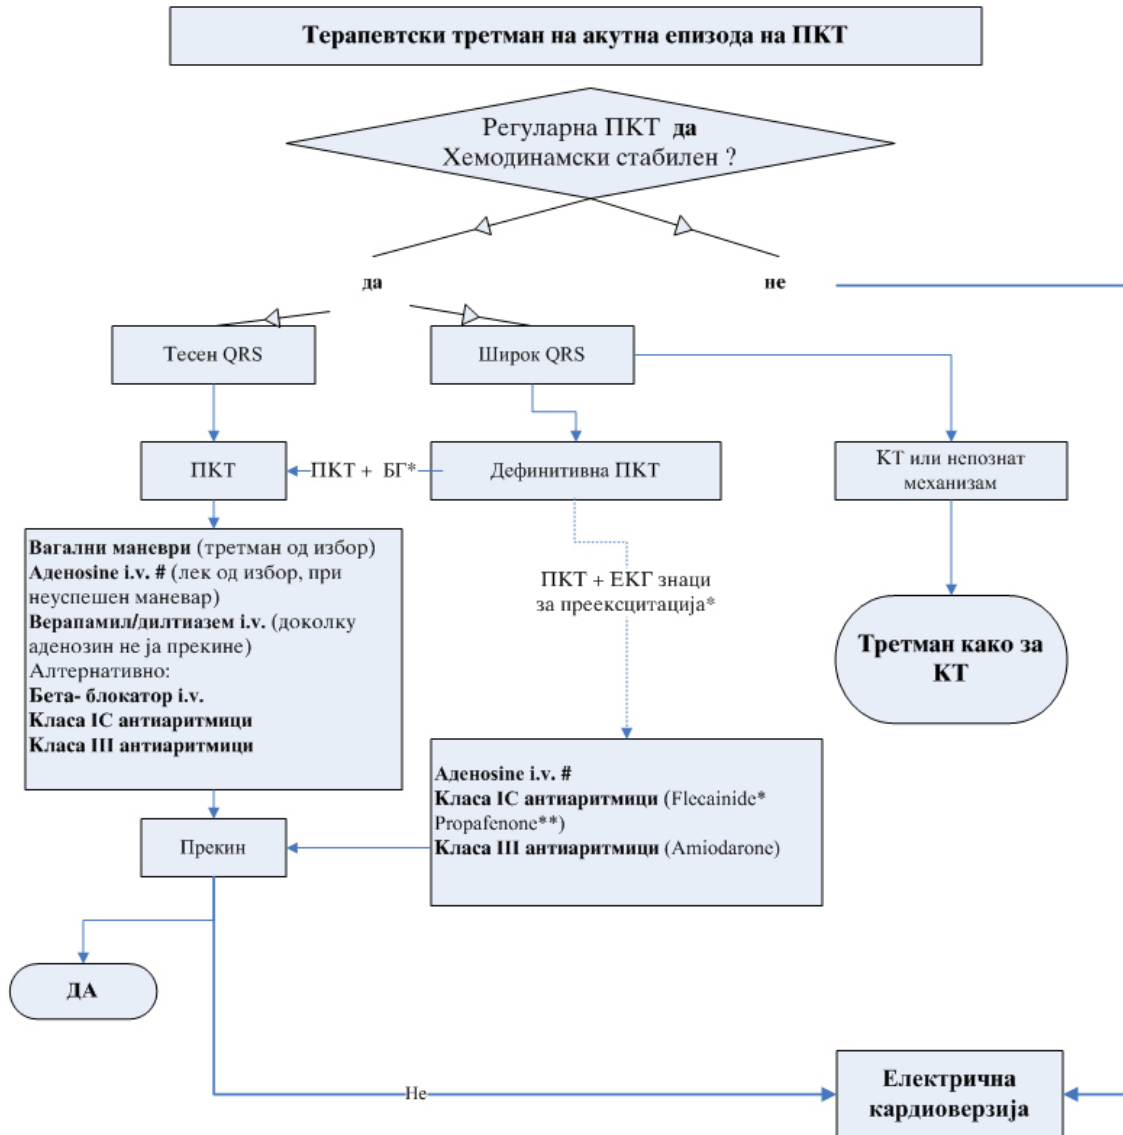 Терапевтски третман на акутна епизода на ПКТ
Регуларна ПКТ да
Хемодинамски стабилен ?
да
не
Тесен QRS
Широк QRS
ПКТ
ПКТ + БГ*
Дефинитивна ПКТ
КТ или непознат
механизам
Вагални маневри (третман од избор)
Аденosine i.v. # (лек од избор, при
неуспешен маневар)
Верапамил/дилтиазем i.v. (доколку
аденозин не ја прекине)
Алтернативно:
Бета- блокатор i.v.
Класа IC антиаритмици
Класа III антиаритмици
ПКТ + ЕКГ знаци
за преексцитација*
Третман како за
КТ
Аденosine i.v. #
Класа IC антиаритмици (Flecainide*
Propafenone**)
Класа III антиаритмици (Amiodarone)
Прекин
ДА
Не
Електрична
кардиоверзија